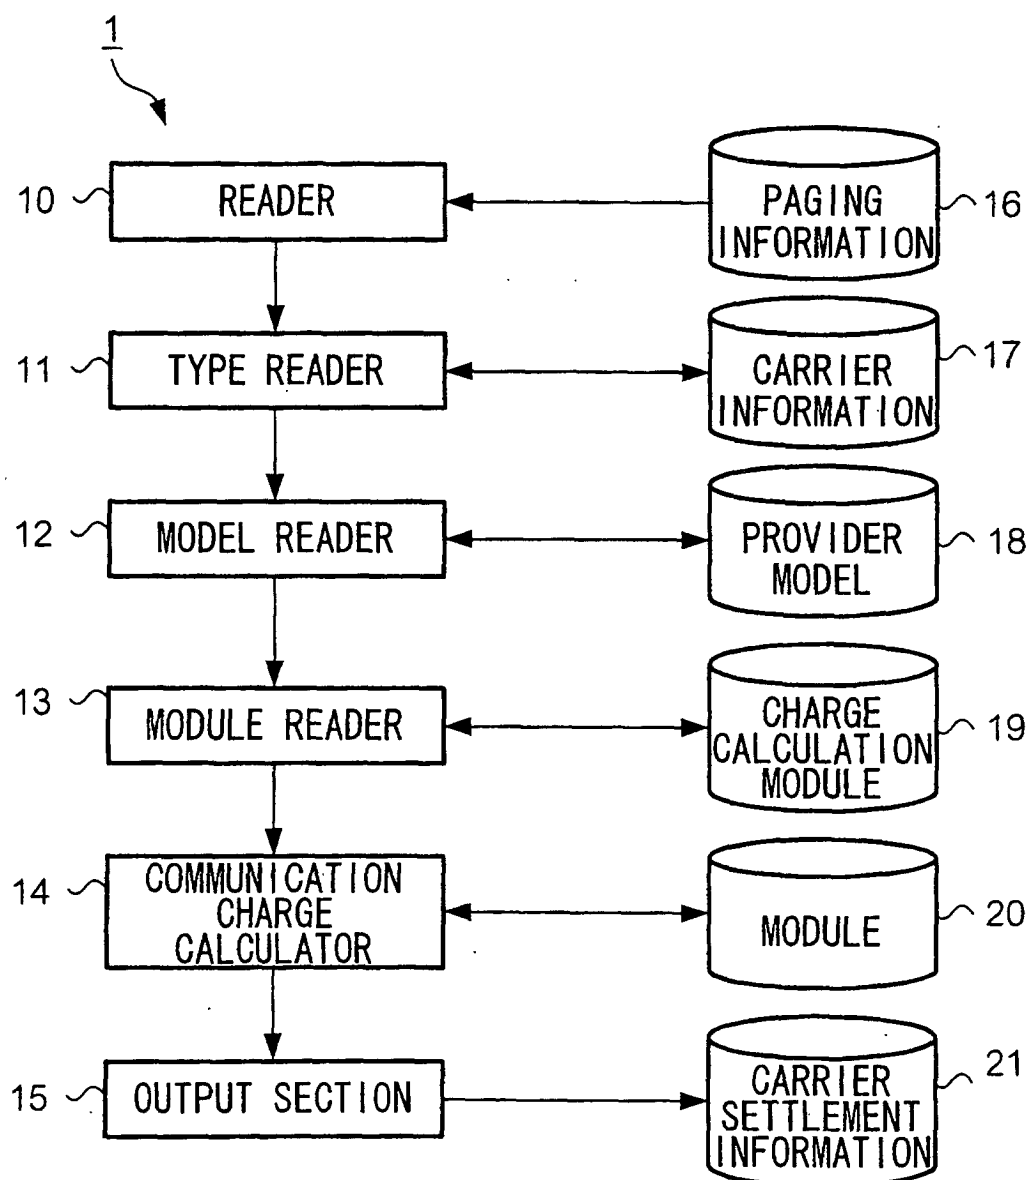 1
10
READER
PAGING
INFORMATION
16
11
TYPE READER
CARRIER
INFORMATION
17
12
MODEL READER
PROVIDER
MODEL
18
13
MODULE READER
CHARGE
CALCULATION
MODULE
19
14
COMMUNICATION
CHARGE
CALCULATOR
MODULE
20
15
OUTPUT SECTION
CARRIER
SETTLEMENT
INFORMATION
21